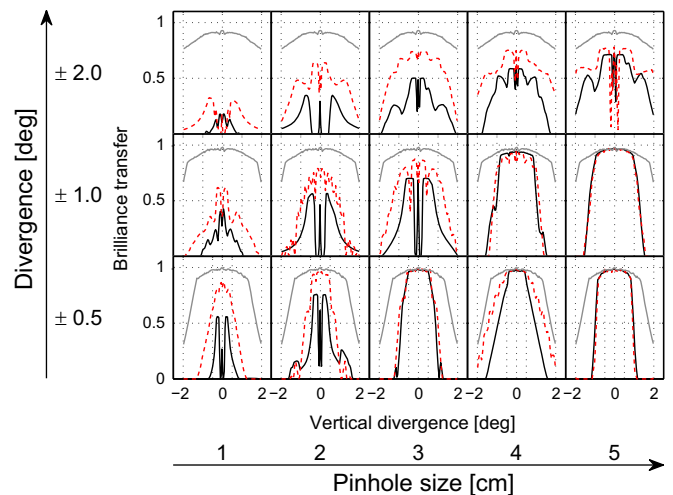 Divergence [deg]
± 2.0
± 1.0
± 0.5
Brilliance transfer
1
0.5
1
0.5
1
0.5
0
−2 0 2 −2 0 2 −2 0 2 −2 0 2 −2 0 2
Vertical divergence [deg]
1 2 3 4 5
Pinhole size [cm]